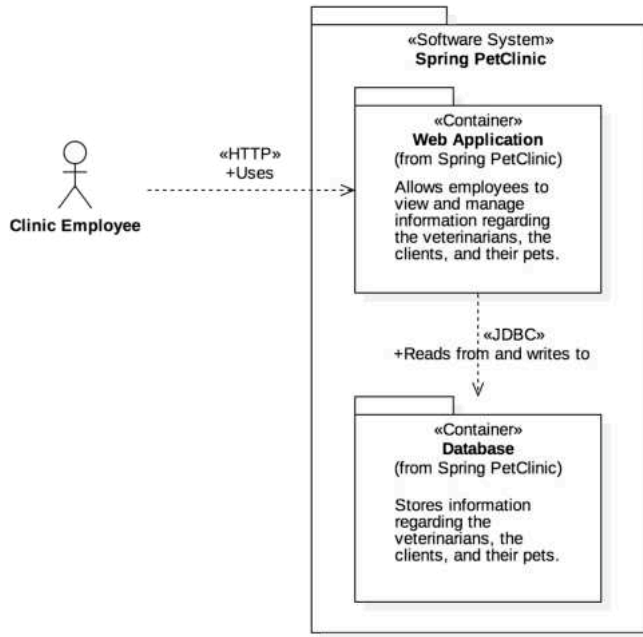 «Software System»
Spring PetClinic
«Container»
Web Application
(from Spring PetClinic)
Allows employees to
view and manage
information regarding
the veterinarians, the
clients, and their pets.
«HTTP»
+Uses
Clinic Employee
«JDBC»
+Reads from and writes to
«Container»
Database
(from Spring PetClinic)
Stores information
regarding the
veterinarians, the
clients, and their pets.